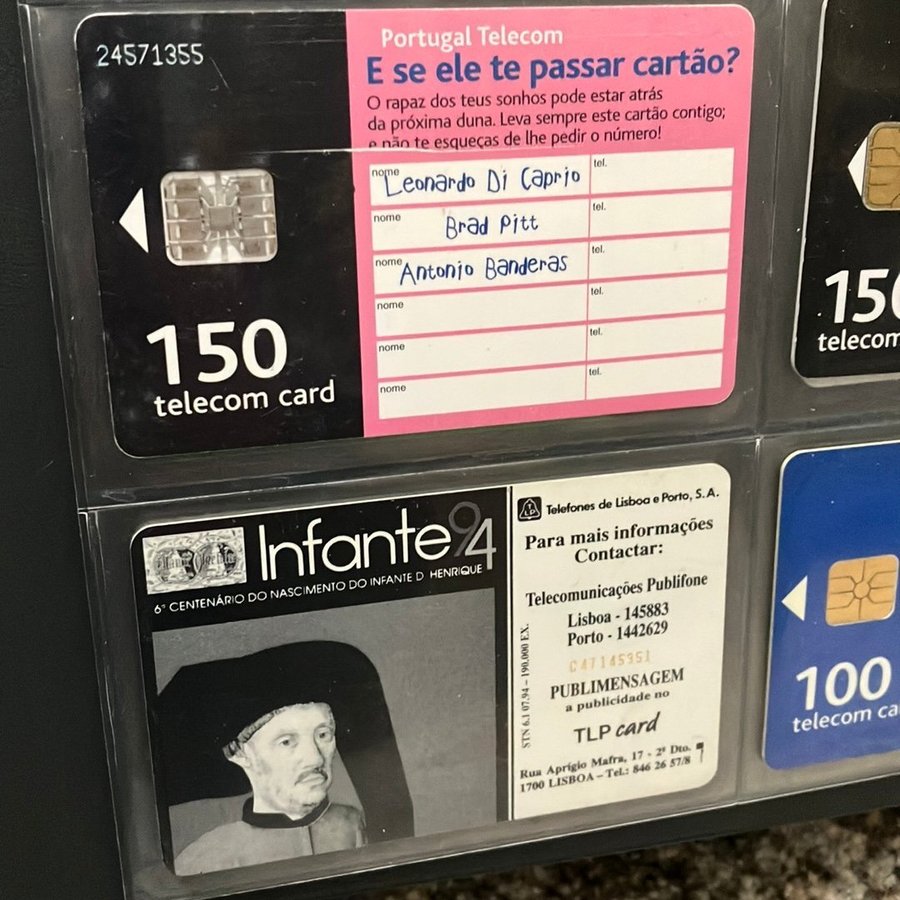 24571355
Portugal Telecom
E se ele te passar cartão?
O rapaz dos teus sonhos pode estar atrás
da próxima duna. Leva sempre este cartão contigo;
e não te esqueças de lhe pedir o número!
nome Leonardo Di Caprio tel.
nome Brad Pitt tel.
nome Antonio Banderas tel.
nome tel.
nome tel.
nome tel.
150
telecom card
150
telecom
Infante 94
6º CENTENÁRIO DO NASCIMENTO DO INFANTE D HENRIQUE
TLP
Telefones de Lisboa e Porto, S.A.
Para mais informações
Contactar:
Telecomunicações Publifone
Lisboa - 145883
Porto - 1442629
C47145351
PUBLIMENSAGEM
a publicidade no
TLP card
Rua Aprígio Mafra, 17 - 2º Dto.
1700 LISBOA - Tel.: 846 26 57/8
STN 6.1 07.94 - 190.000 EX.
100
telecom ca